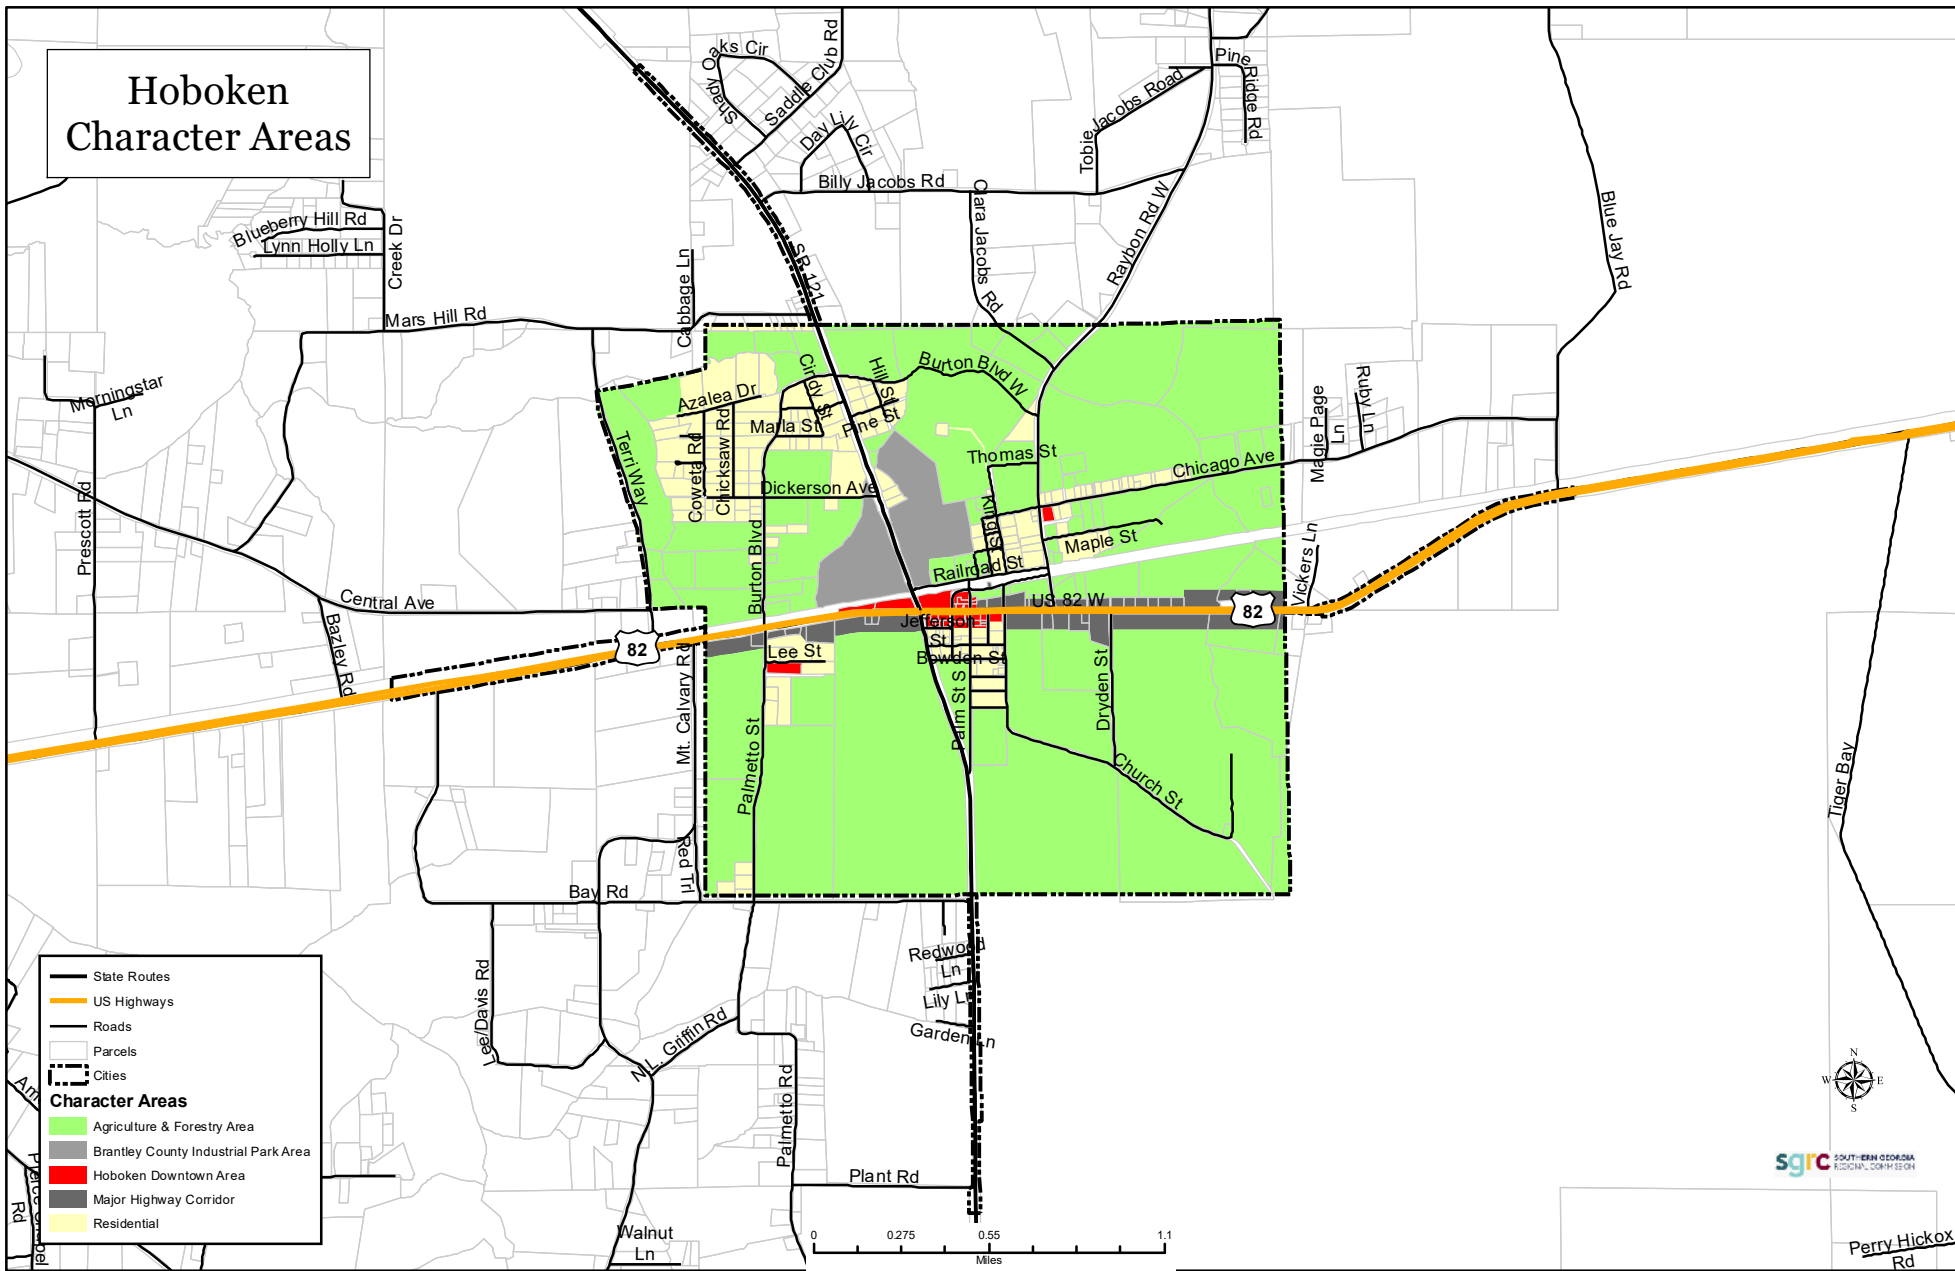 Hoboken
Character Areas
Shady Oaks Cir
Saddle Club Rd
Day Lily Cir
Billy Jacobs Rd
Tobie Jacobs Road
Pine Ridge Rd
Raybon Rd W
Clara Jacobs Rd
Blue Jay Rd
Blueberry Hill Rd
Lynn Holly Ln
Creek Dr
Mars Hill Rd
Cabbage Ln
SR 121
Morningstar
Ln
Prescott Rd
Terri Way
Azalea Dr
Coweta Rd
Chicksaw Rd
Marla St
Cindy St
Hill St
Pine St
Burton Blvd W
Dickerson Ave
Burton Blvd
Thomas St
King St
Chicago Ave
Maple St
Railroad St
Magie Page
Ln
Ruby Ln
Vickers Ln
Central Ave
Bazley Rd
82
US 82 W
82
Jefferson
St
Bowden St
Lee St
Mt. Calvary Rd
Palmetto St
Palm St S
Dryden St
Church St
Tiger Bay
Red Trl
Bay Rd
Redwood
Ln
Lily Ln
Garden Ln
Lee/Davis Rd
N.L. Griffin Rd
Palmetto Rd
Plant Rd
Walnut
Ln
Perry Hickox
Rd
Rd
State Routes
US Highways
Roads
Parcels
Cities
Character Areas
Agriculture & Forestry Area
Brantley County Industrial Park Area
Hoboken Downtown Area
Major Highway Corridor
Residential
0 0.275 0.55 1.1
Miles
N
W E
S
sgrc SOUTHERN GEORGIA
REGIONAL COMMISSION